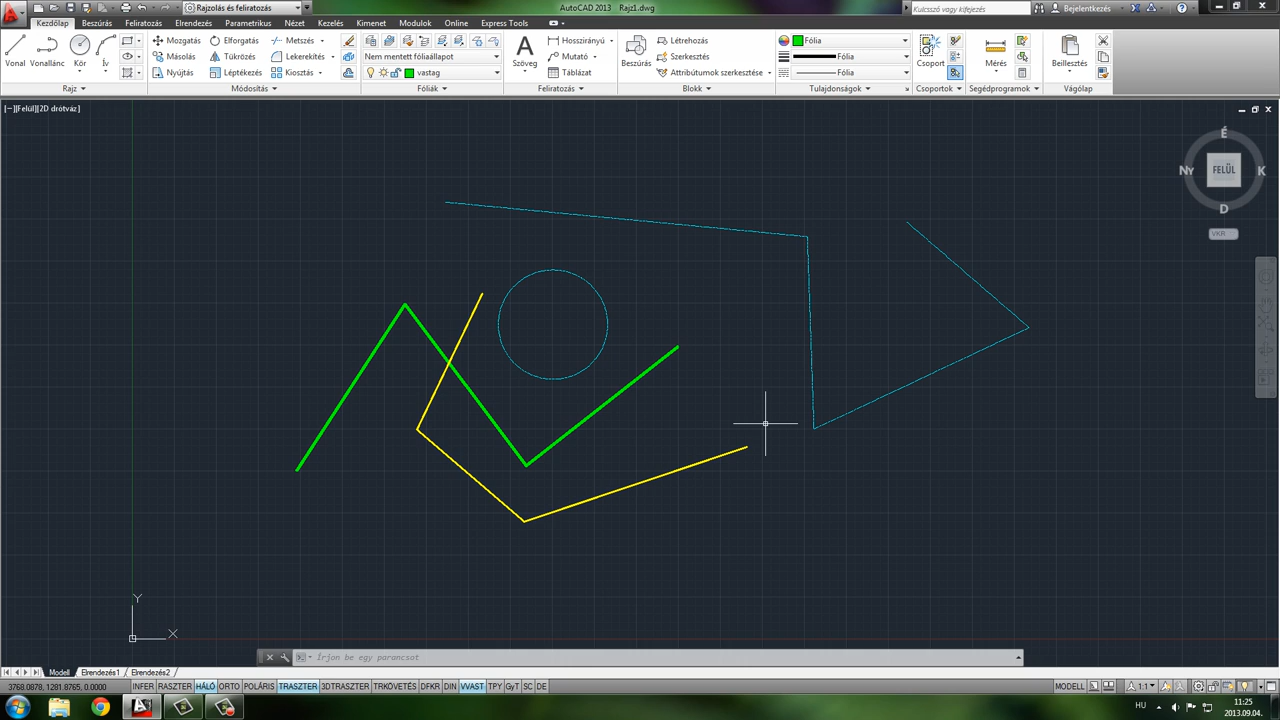 Rajzolás és feliratozás
AutoCAD 2013 Rajz1.dwg
Kulcsszó vagy kifejezés
Bejelentkezés
Kezdőlap Beszúrás Feliratozás Elrendezés Parametrikus Nézet Kezelés Kimenet Modulok Online Express Tools
Vonal Vonallánc Kör Ív
Mozgatás Elforgatás Metszés
Másolás Tükrözés Lekerekítés
Nyújtás Léptékezés Kiosztás
Nem mentett fóliaállapot
vastag
Szöveg
Hosszirányú
Mutató
Táblázat
Beszúrás
Létrehozás
Szerkesztés
Attribútumok szerkesztése
Fólia
Fólia
Fólia
Csoport
Mérés
Beillesztés
Rajz Módosítás Fóliák Feliratozás Blokk Tulajdonságok Csoportok Segédprogramok Vágólap
[−][Felül][2D drótváz]
É
NY FELÜL K
D
VKR
Y
X
Írjon be egy parancsot
Modell Elrendezés1 Elrendezés2
3768.0878, 1281.8765, 0.0000 INFER RASZTER HÁLÓ ORTO POLÁRIS TRASZTER 3DTRASZTER TRKÖVETÉS DFKR DIN VVAST TPY GyT SC DE MODELL 1:1
HU
11:25
2013.09.04.